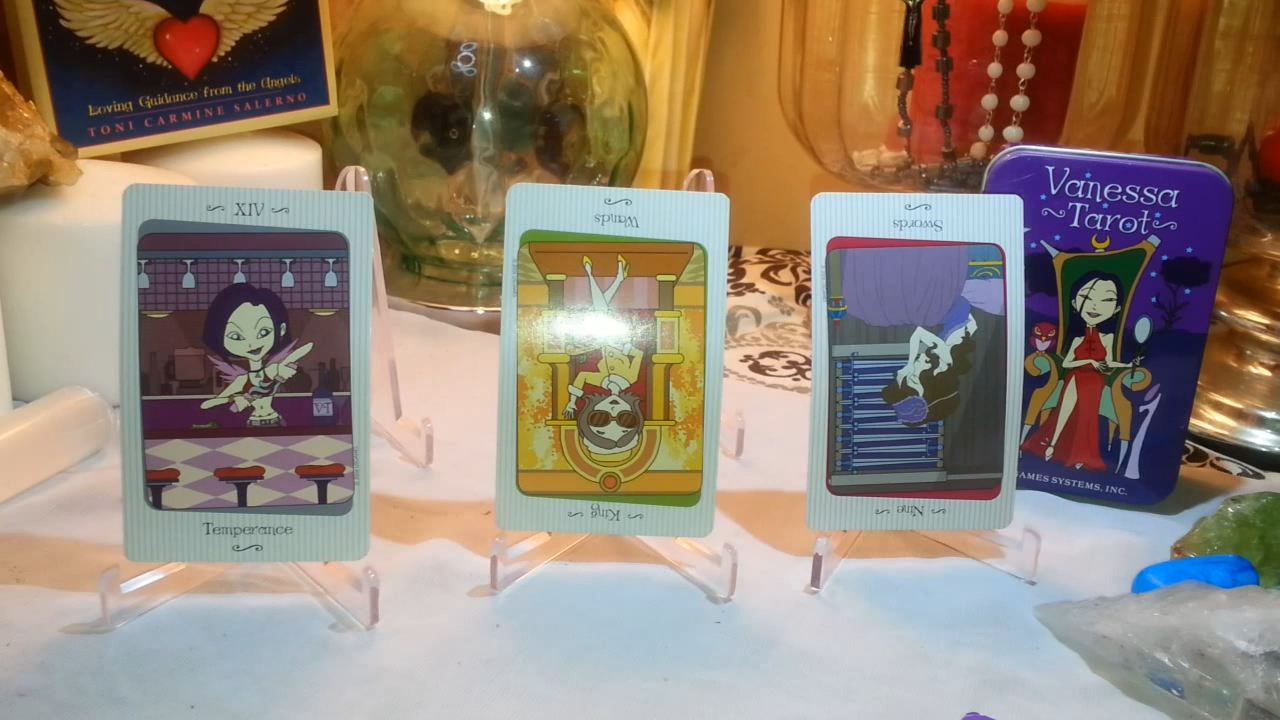 Loving Guidance from the Angels
TONI CARMINE SALERNO
XIV
Temperance
VT
Wands
King
Swords
Nine
Vanessa
Tarot
GAMES SYSTEMS, INC.